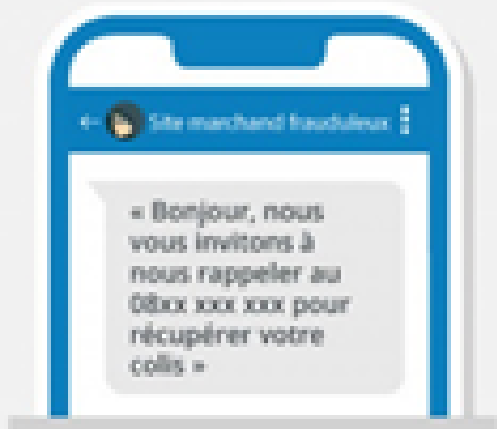 Site marchand frauduleux
« Bonjour, nous
vous invitons à
nous rappeler au
08xx xxx xxx pour
récupérer votre
colis »